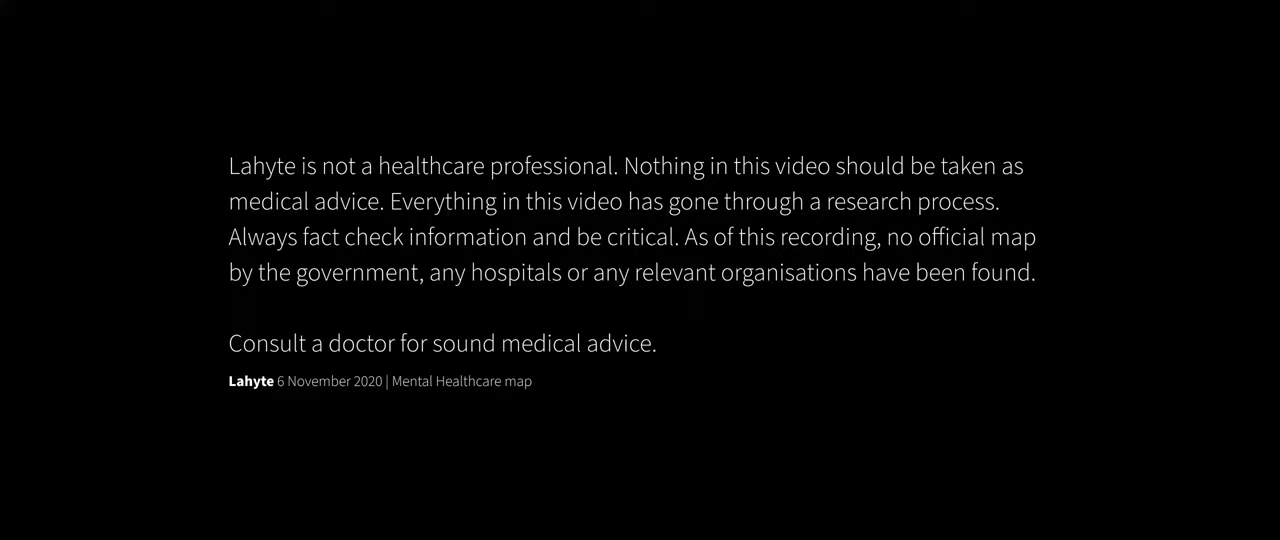 Lahyte is not a healthcare professional. Nothing in this video should be taken as
medical advice. Everything in this video has gone through a research process.
Always fact check information and be critical. As of this recording, no official map
by the government, any hospitals or any relevant organisations have been found.
Consult a doctor for sound medical advice.
Lahyte 6 November 2020 | Mental Healthcare map